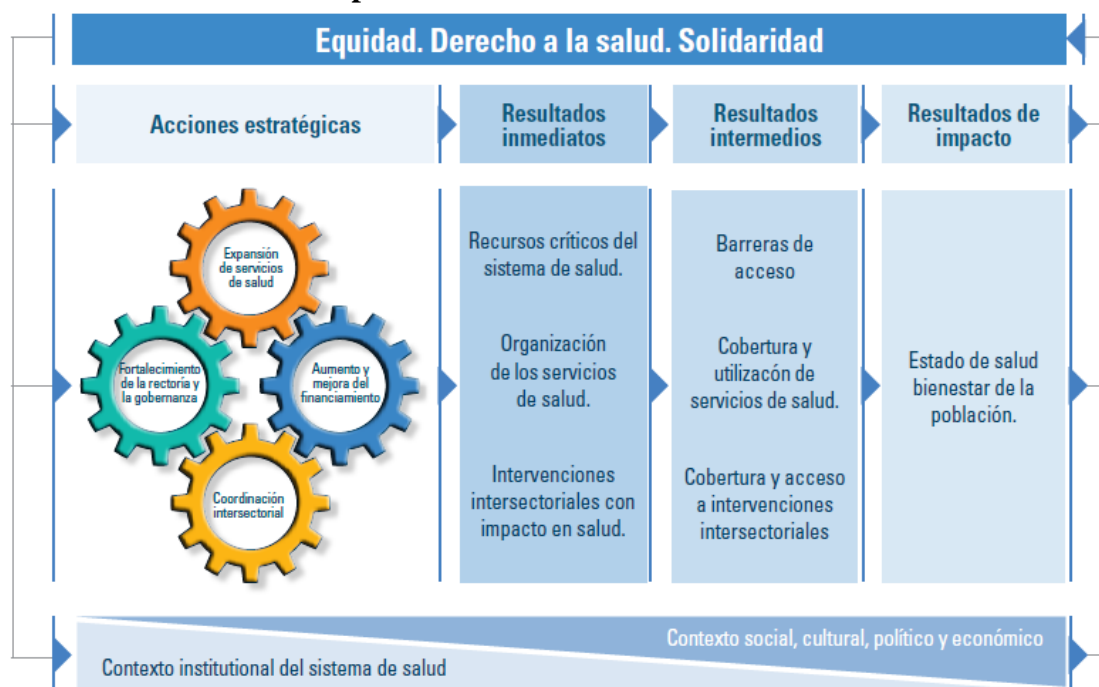 Equidad. Derecho a la salud. Solidaridad
Acciones estratégicas
Resultados
inmediatos
Resultados
intermedios
Resultados de
impacto
Expansión
de servicios
de salud
Fortalecimiento
de la rectoría y
la gobernanza
Aumento y
mejora del
financiamiento
Coordinación
intersectorial
Recursos críticos del
sistema de salud.
Organización
de los servicios
de salud.
Intervenciones
intersectoriales con
impacto en salud.
Barreras de
acceso
Cobertura y
utilizacón de
servicios de salud.
Cobertura y acceso
a intervenciones
intersectoriales
Estado de salud
bienestar de la
población.
Contexto social, cultural, político y económico
Contexto institutional del sistema de salud